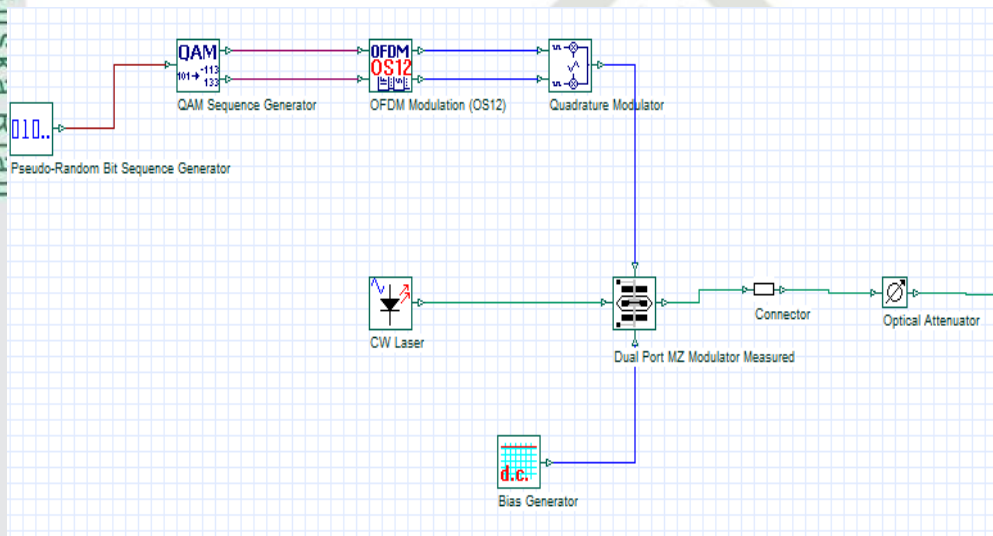 QAM
101→ -113
133
QAM Sequence Generator
OFDM
OS12
OFDM Modulation (OS12)
Quadrature Modulator
010..
Pseudo-Random Bit Sequence Generator
CW Laser
Dual Port MZ Modulator Measured
Connector
Optical Attenuator
d.c.
Bias Generator